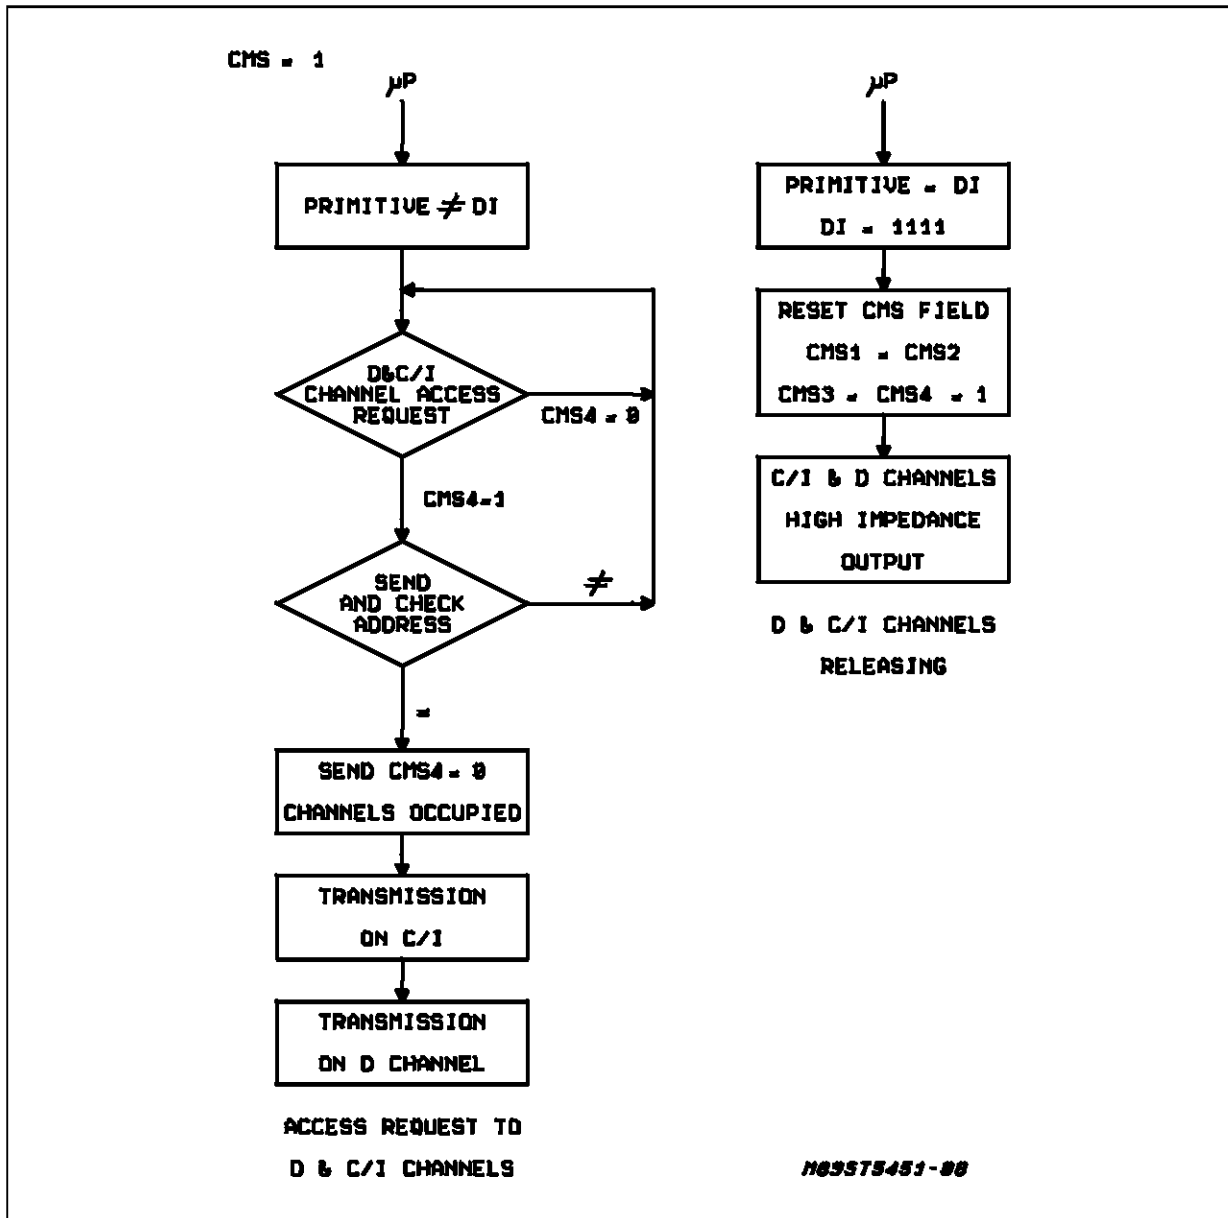 CMS = 1
µP
PRIMITIVE ≠ DI
D&C/I
CHANNEL ACCESS
REQUEST
CMS4 = 0
CMS4=1
SEND
AND CHECK
ADDRESS
≠
=
SEND CMS4 = 0
CHANNELS OCCUPIED
TRANSMISSION
ON C/I
TRANSMISSION
ON D CHANNEL
ACCESS REQUEST TO
D & C/I CHANNELS
µP
PRIMITIVE = DI
DI = 1111
RESET CMS FIELD
CMS1 = CMS2
CMS3 = CMS4 = 1
C/I & D CHANNELS
HIGH IMPEDANCE
OUTPUT
D & C/I CHANNELS
RELEASING